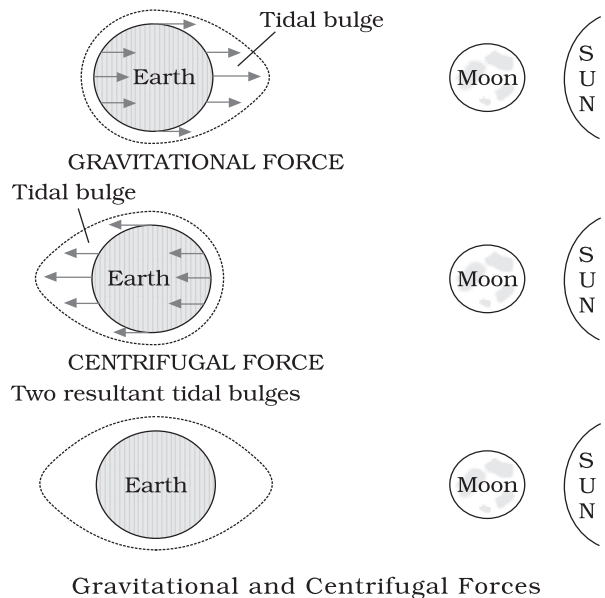 Tidal bulge
Earth
Moon
S
U
N
GRAVITATIONAL FORCE
Tidal bulge
Earth
Moon
S
U
N
CENTRIFUGAL FORCE
Two resultant tidal bulges
Earth
Moon
S
U
N
Gravitational and Centrifugal Forces